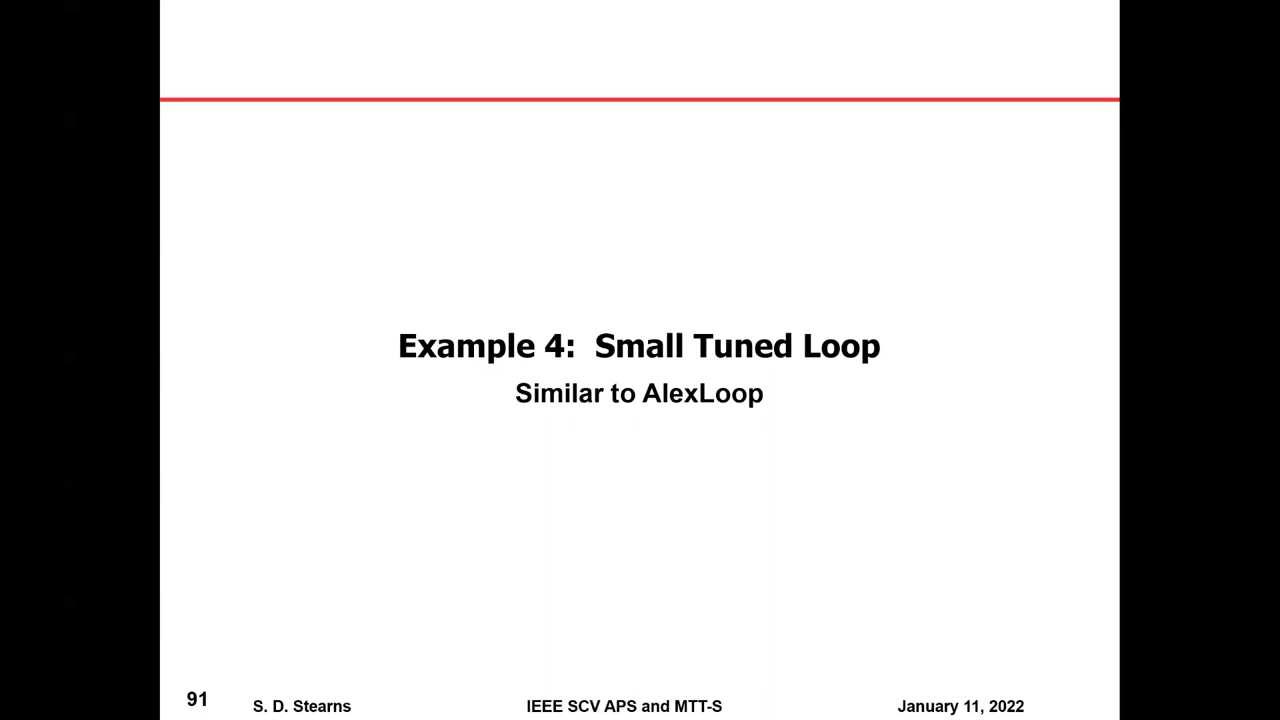 Example 4: Small Tuned Loop
Similar to AlexLoop
91 S. D. Stearns IEEE SCV APS and MTT-S January 11, 2022